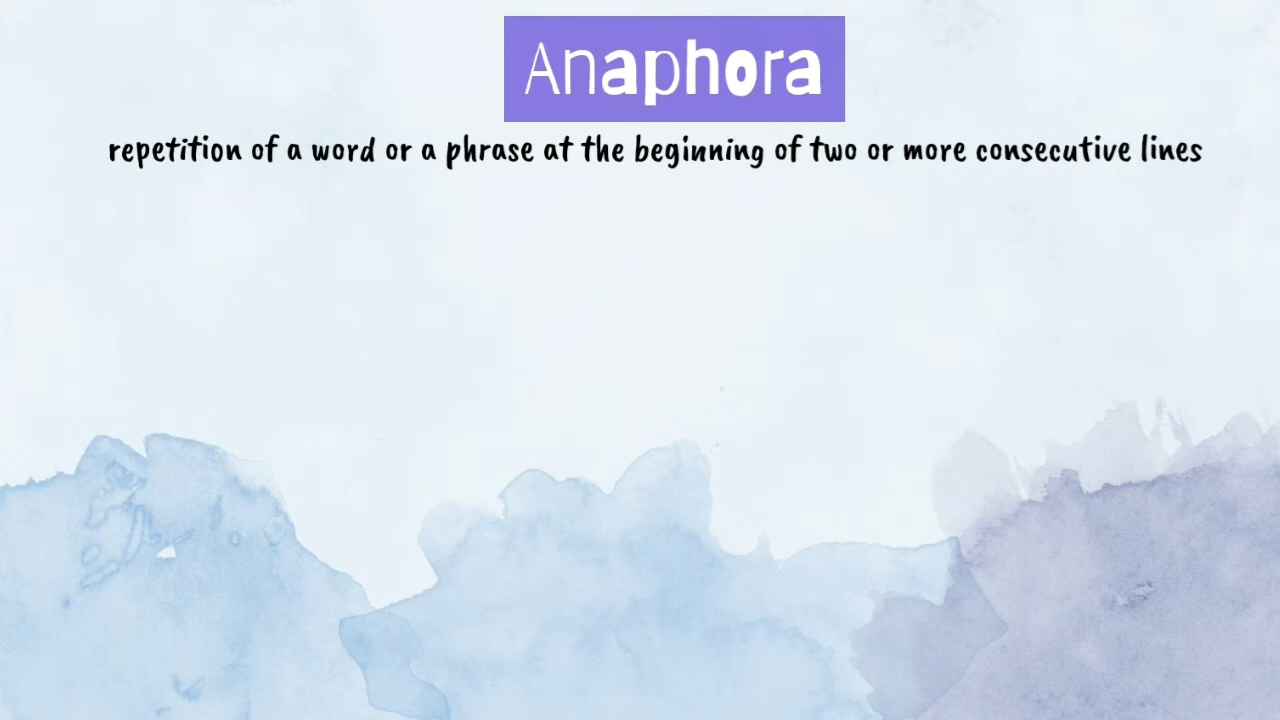 Anaphora
repetition of a word or a phrase at the beginning of two or more consecutive lines